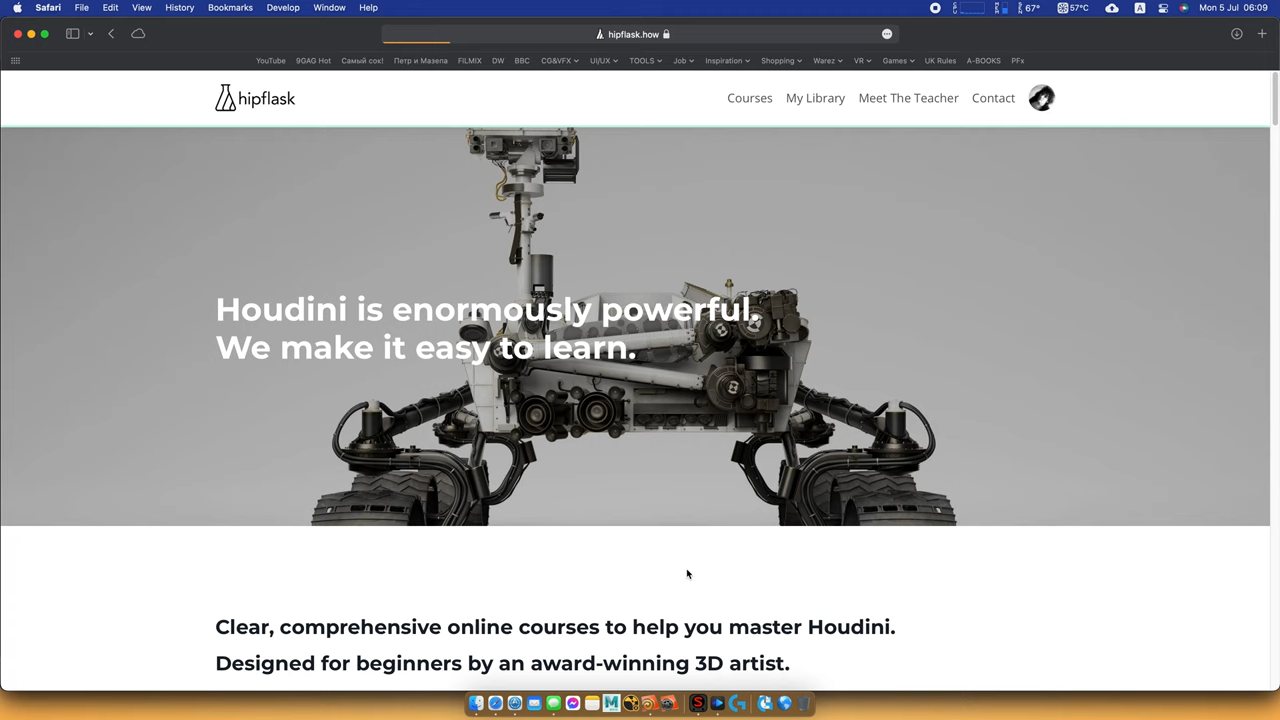 Safari File Edit View History Bookmarks Develop Window Help 67° 57°C A Mon 5 Jul 06:09
hipflask.how
YouTube 9GAG Hot Самый сок! Петр и Мазепа FILMIX DW BBC CG&VFX Ui/UX TOOLS Job Inspiration Shopping Warez VR Games UK Rules A-BOOKS PFx
hipflask Courses My Library Meet The Teacher Contact
Houdini is enormously powerful.
We make it easy to learn.
Clear, comprehensive online courses to help you master Houdini.
Designed for beginners by an award-winning 3D artist.